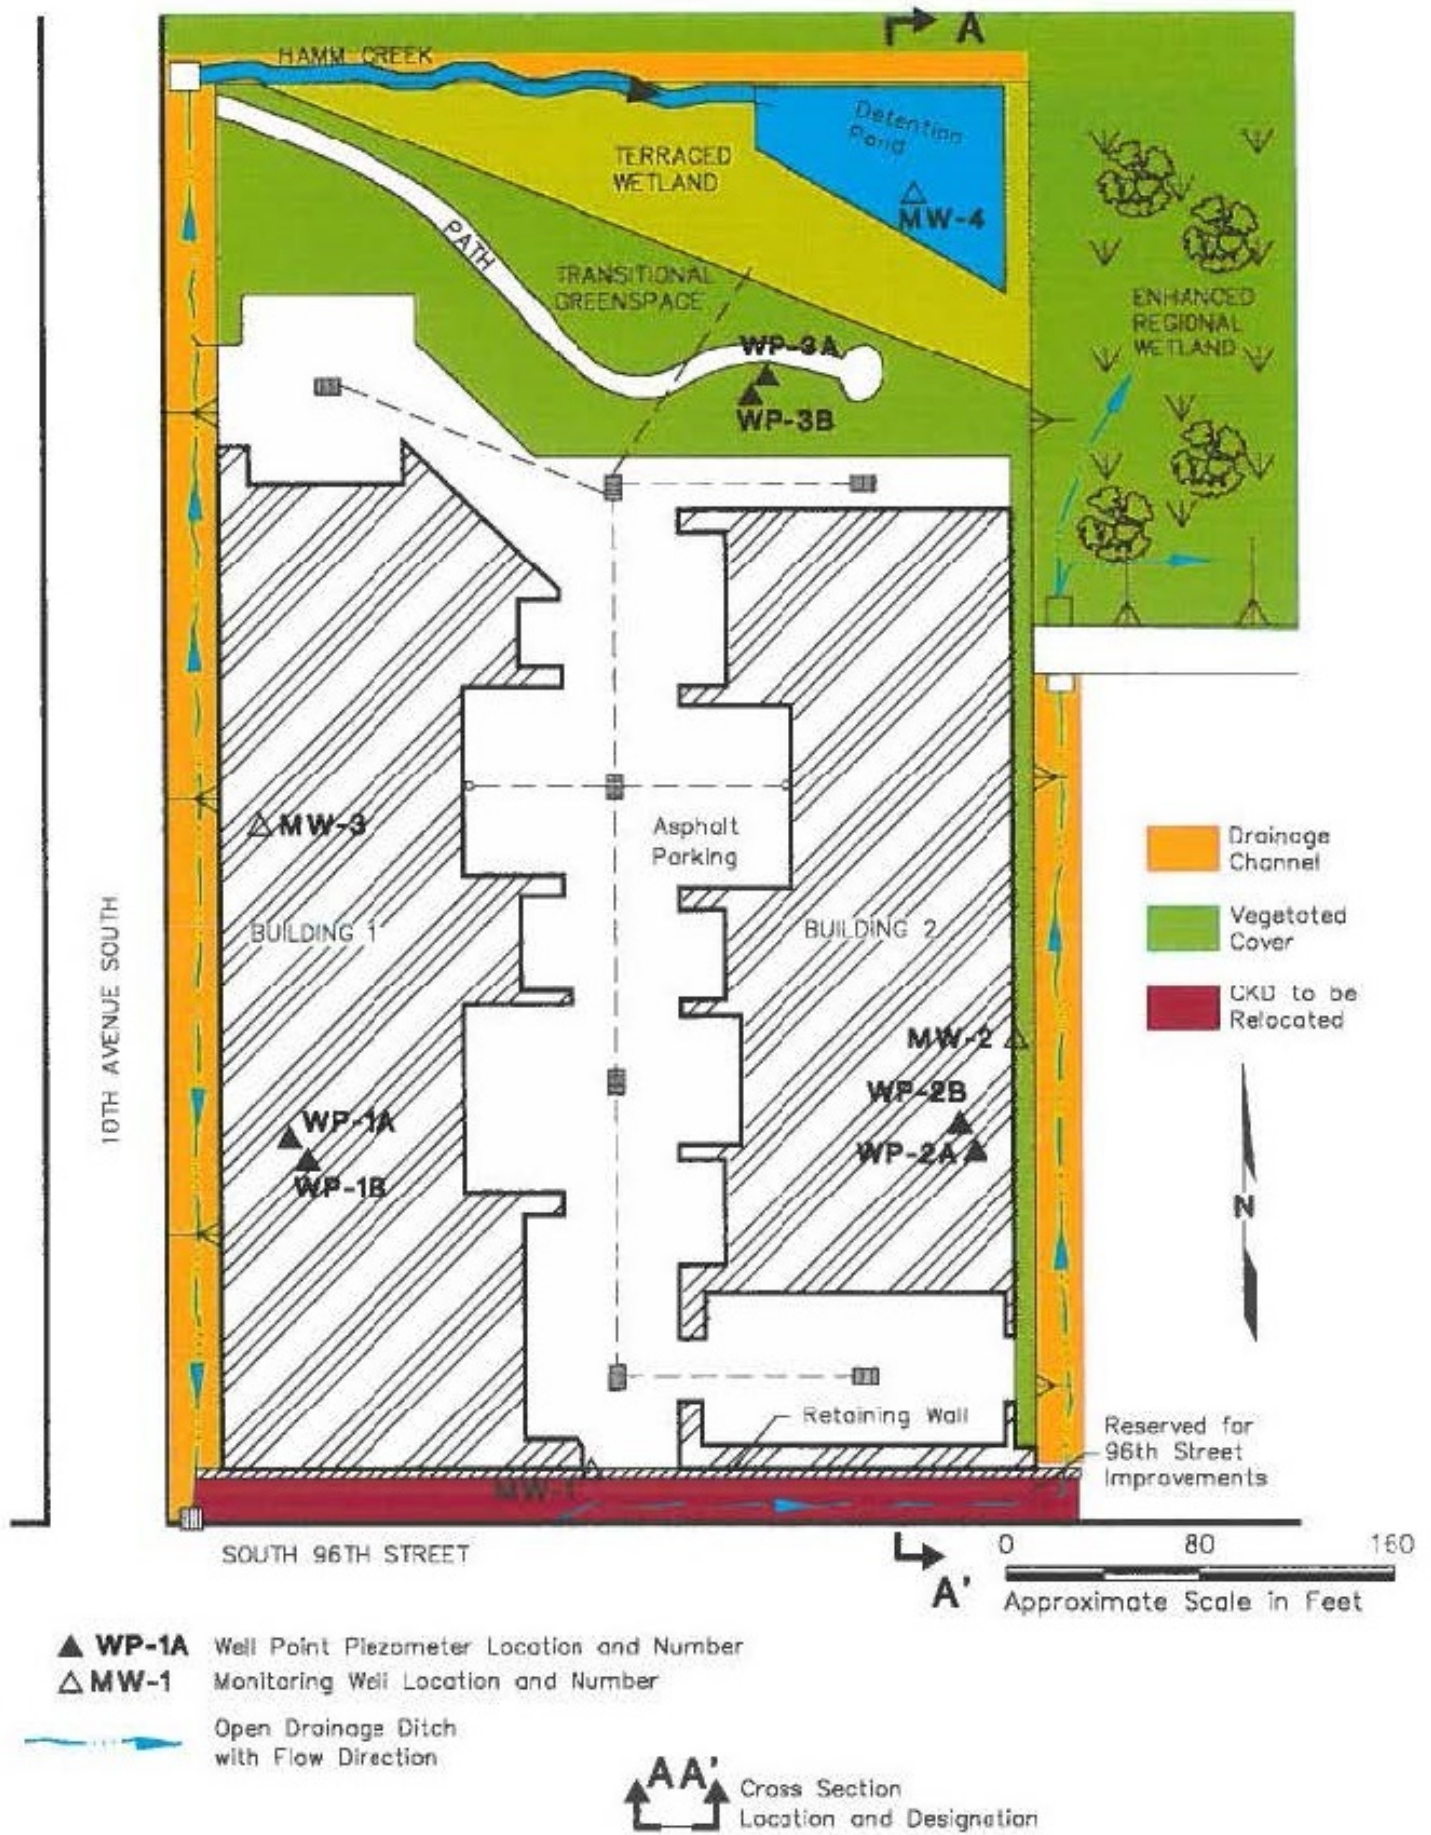 A
HAMM CREEK
Detention
Pond
TERRACED
WETLAND
MW-4
PATH
TRANSITIONAL
GREENSPACE
ENHANCED
REGIONAL
WETLAND
WP-3A
WP-3B
MW-3
Asphalt
Parking
Drainage
Channel
BUILDING 1
BUILDING 2
Vegetated
Cover
CKD to be
Relocated
10TH AVENUE SOUTH
MW-2
WP-2B
WP-1A
WP-2A
WP-1B
N
Retaining Wall
Reserved for
96th Street
Improvements
MW-1
SOUTH 96TH STREET
0 80 160
A'
Approximate Scale in Feet
WP-1A Well Point Piezometer Location and Number
MW-1 Monitoring Well Location and Number
Open Drainage Ditch
with Flow Direction
A A'
Cross Section
Location and Designation